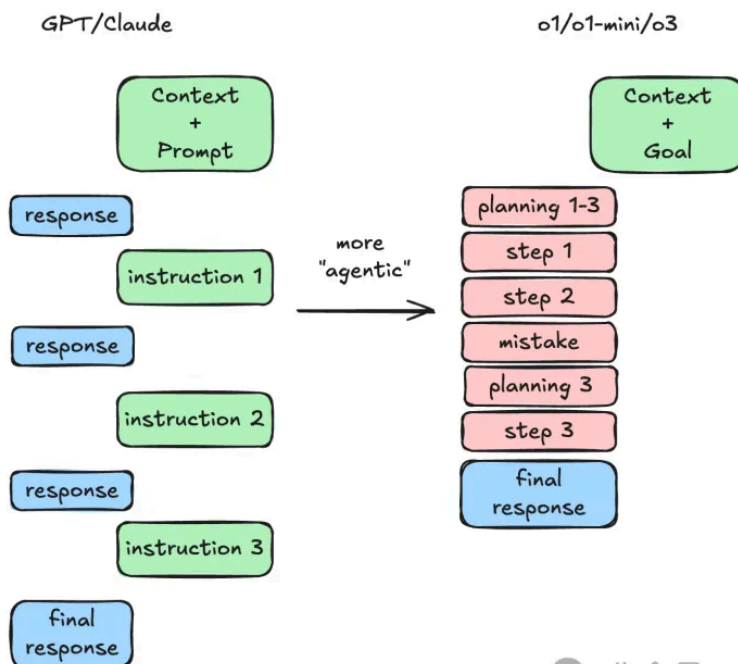 GPT/Claude
Context
+
Prompt
response
instruction 1
response
instruction 2
response
instruction 3
final
response
more
"agentic"
o1/o1-mini/o3
Context
+
Goal
planning 1-3
step 1
step 2
mistake
planning 3
step 3
final
response